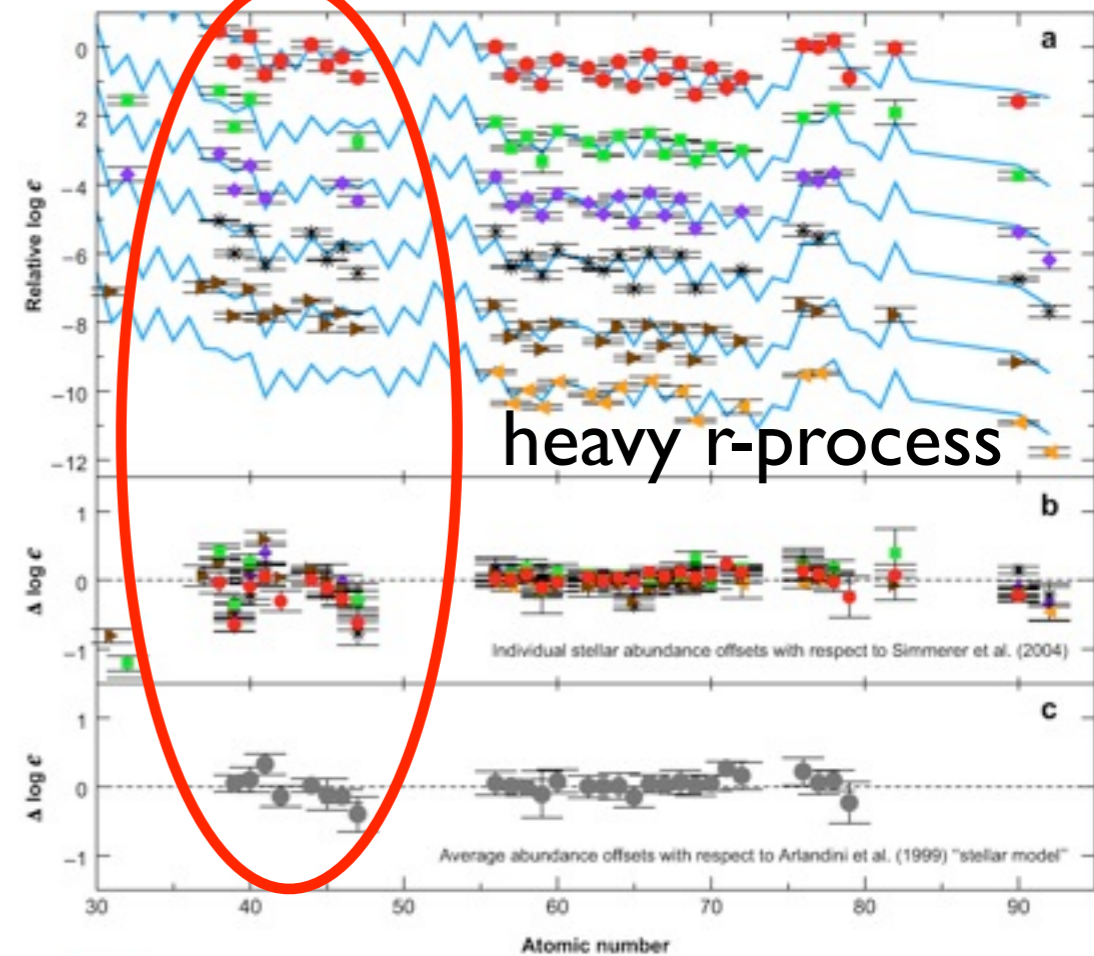 a
0
2
−4
−6
−8
−10
−12
Relative log ϵ
heavy r-process
b
1
0
−1
Δ log ϵ
Individual stellar abundance offsets with respect to Simmerer et al. (2004)
c
1
0
−1
Δ log ϵ
Average abundance offsets with respect to Arlandini et al. (1999) "stellar model"
30 40 50 60 70 80 90
Atomic number